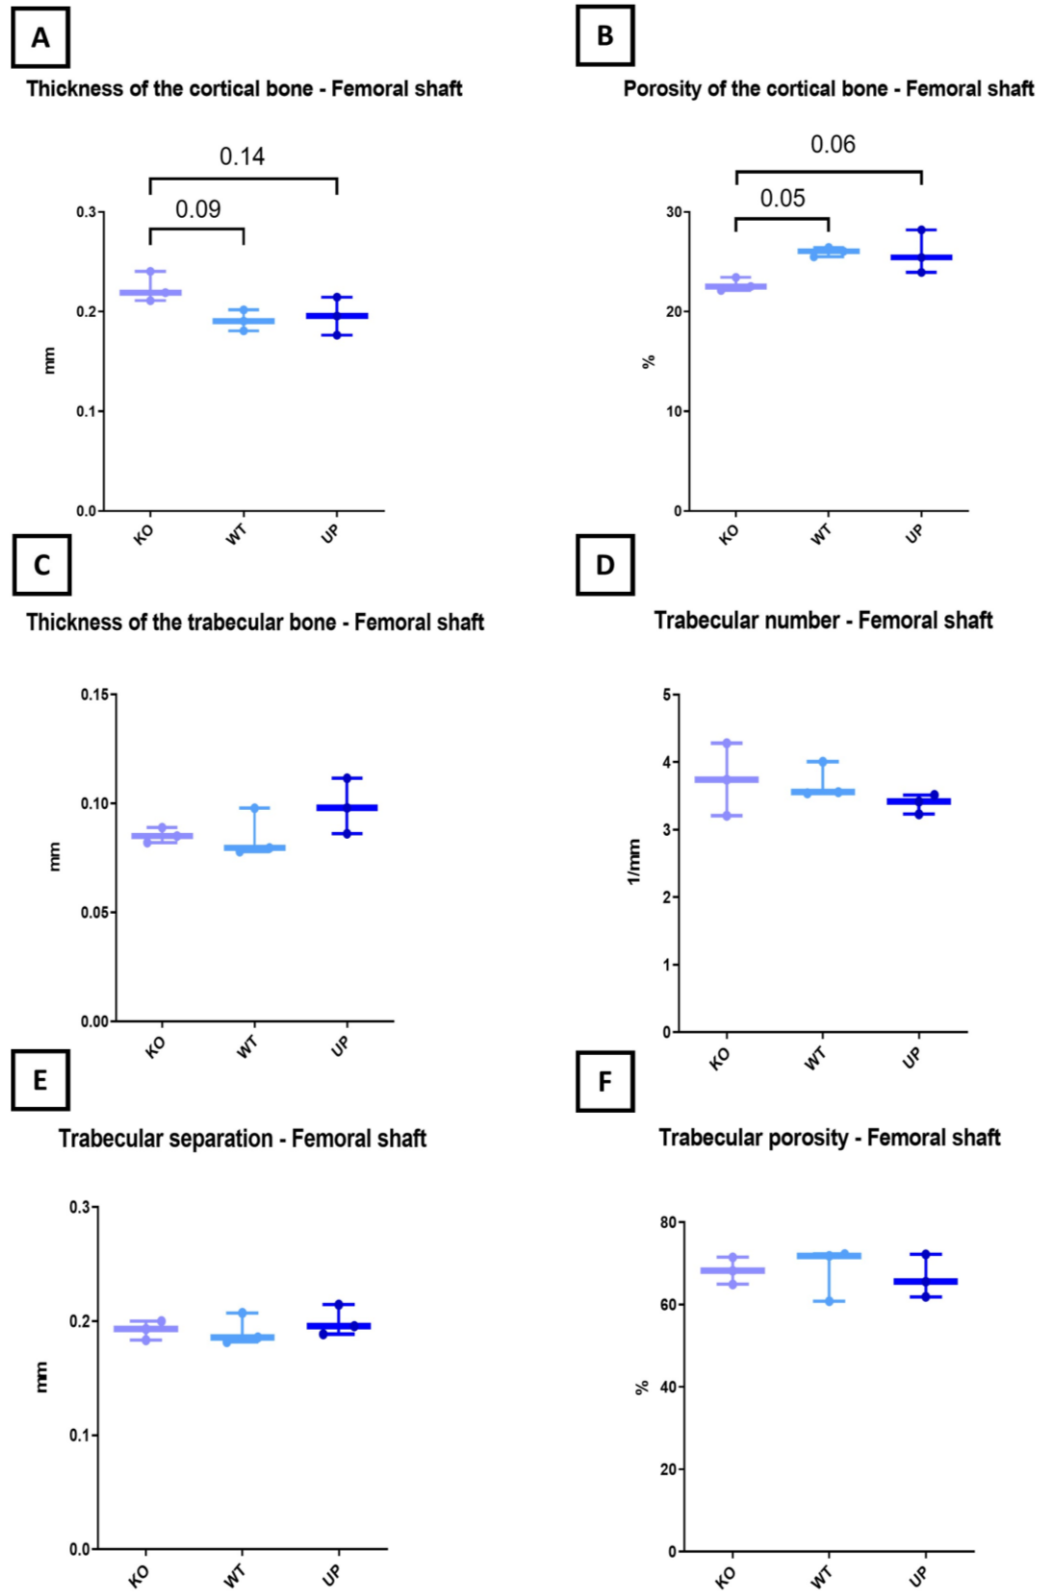 A
Thickness of the cortical bone - Femoral shaft
0.14
0.09
0.3
0.2
0.1
0.0
mm
KO
WT
UP
B
Porosity of the cortical bone - Femoral shaft
0.06
0.05
30
20
10
0
%
KO
WT
UP
C
Thickness of the trabecular bone - Femoral shaft
0.15
0.10
0.05
0.00
mm
KO
WT
UP
D
Trabecular number - Femoral shaft
5
4
3
2
1
0
1/mm
KO
WT
UP
E
Trabecular separation - Femoral shaft
0.3
0.2
0.1
0.0
mm
KO
WT
UP
F
Trabecular porosity - Femoral shaft
80
60
40
20
0
%
KO
WT
UP